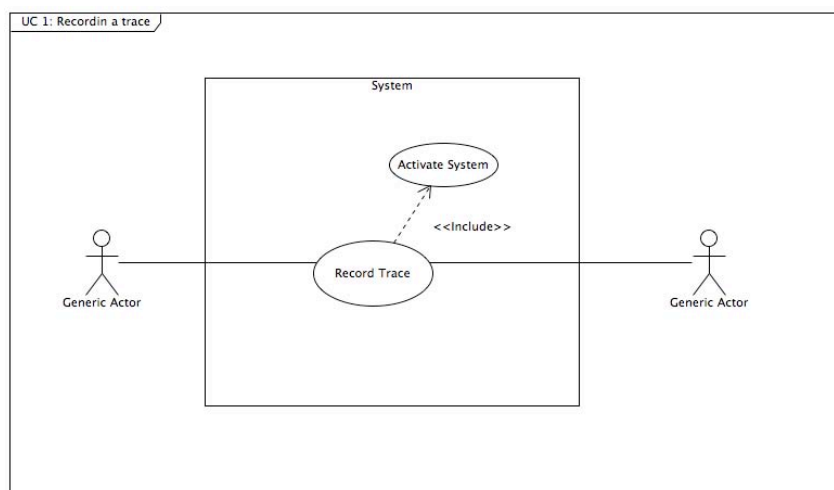 UC 1: Recordin a trace
System
Activate System
<<Include>>
Record Trace
Generic Actor
Generic Actor